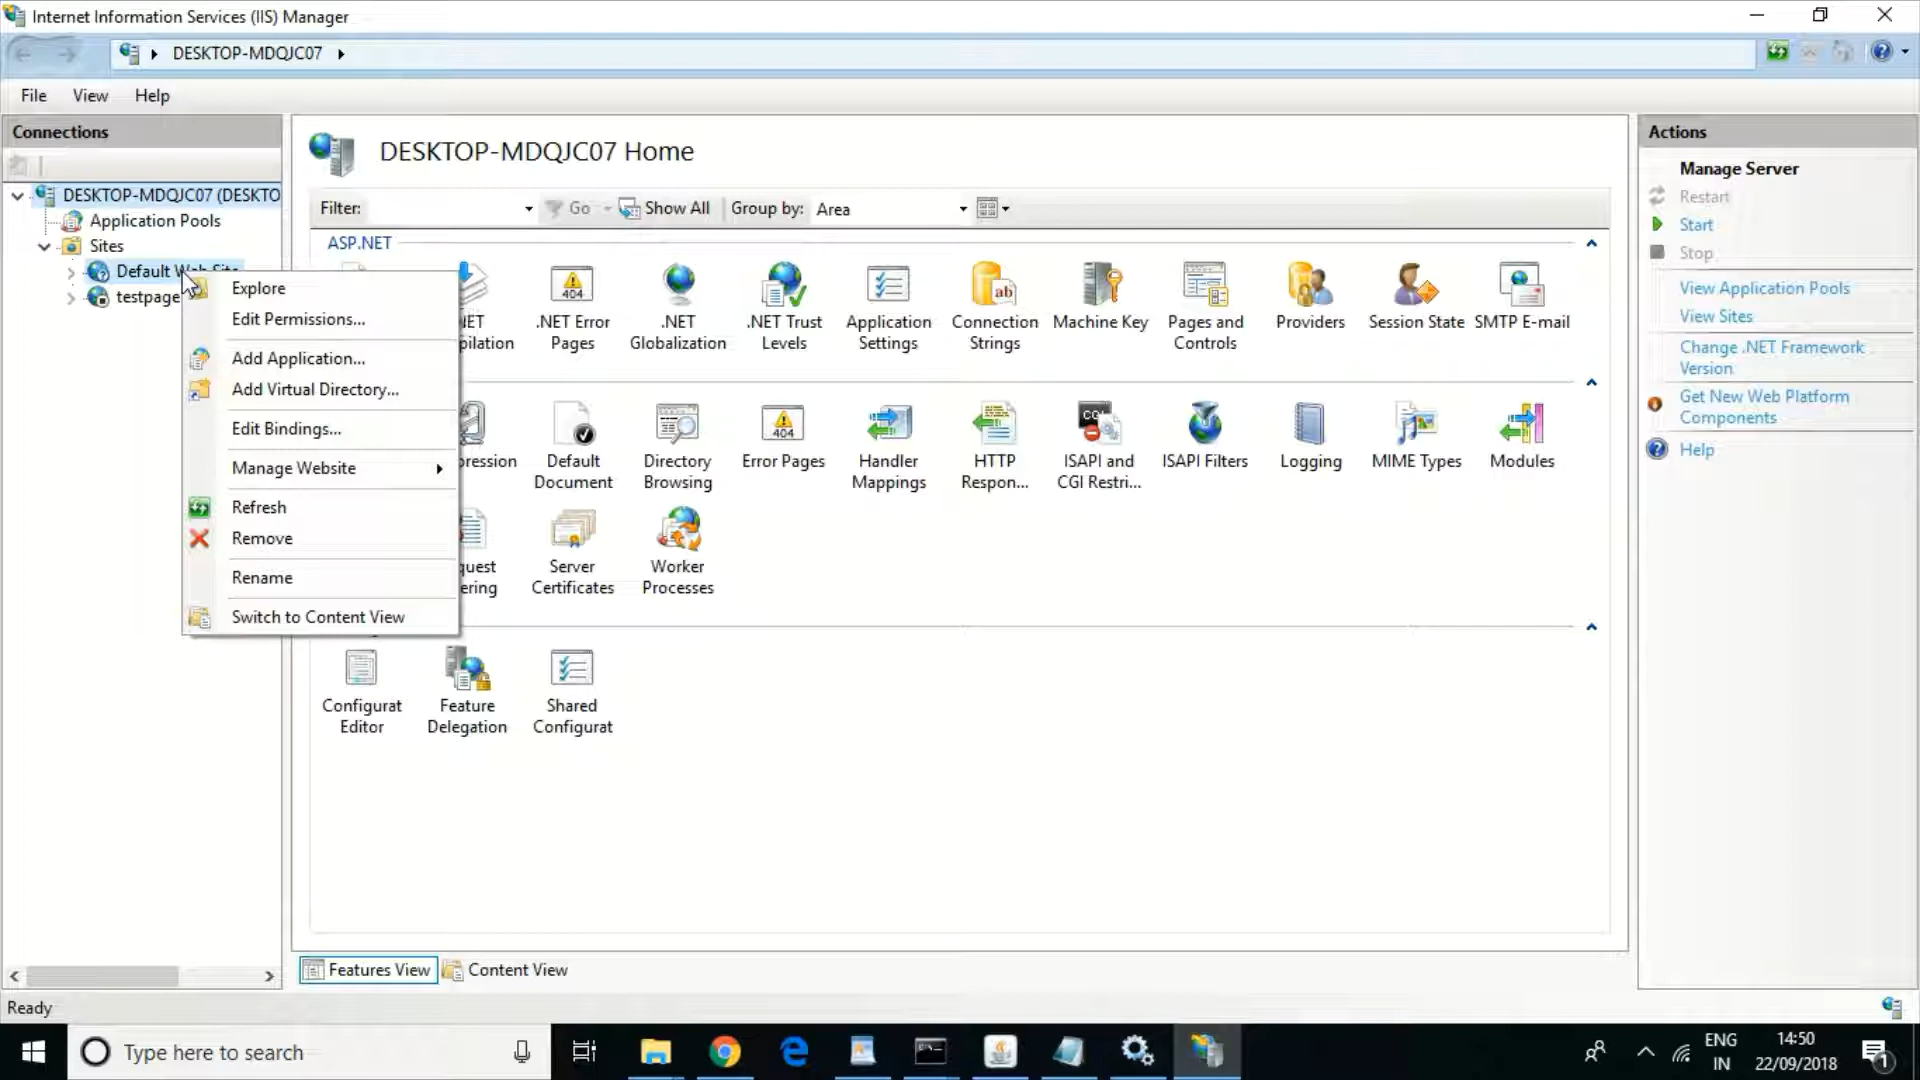 Internet Information Services (IIS) Manager
DESKTOP-MDQJC07
File View Help
Connections
DESKTOP-MDQJC07 (DESKTO
Application Pools
Sites
Default Web Site
testpage
Explore
Edit Permissions...
Add Application...
Add Virtual Directory...
Edit Bindings...
Manage Website
Refresh
Remove
Rename
Switch to Content View
DESKTOP-MDQJC07 Home
Filter: Go Show All Group by: Area
ASP.NET
.NET Error
Pages
.NET
Globalization
.NET Trust
Levels
Application
Settings
Connection
Strings
Machine Key
Pages and
Controls
Providers
Session State
SMTP E-mail
Default
Document
Directory
Browsing
Error Pages
Handler
Mappings
HTTP
Respon...
ISAPI and
CGI Restri...
ISAPI Filters
Logging
MIME Types
Modules
Server
Certificates
Worker
Processes
Configurat
Editor
Feature
Delegation
Shared
Configurat
Features View Content View
Actions
Manage Server
Restart
Start
Stop
View Application Pools
View Sites
Change .NET Framework
Version
Get New Web Platform
Components
Help
Ready
Type here to search
ENG
IN
14:50
22/09/2018
1